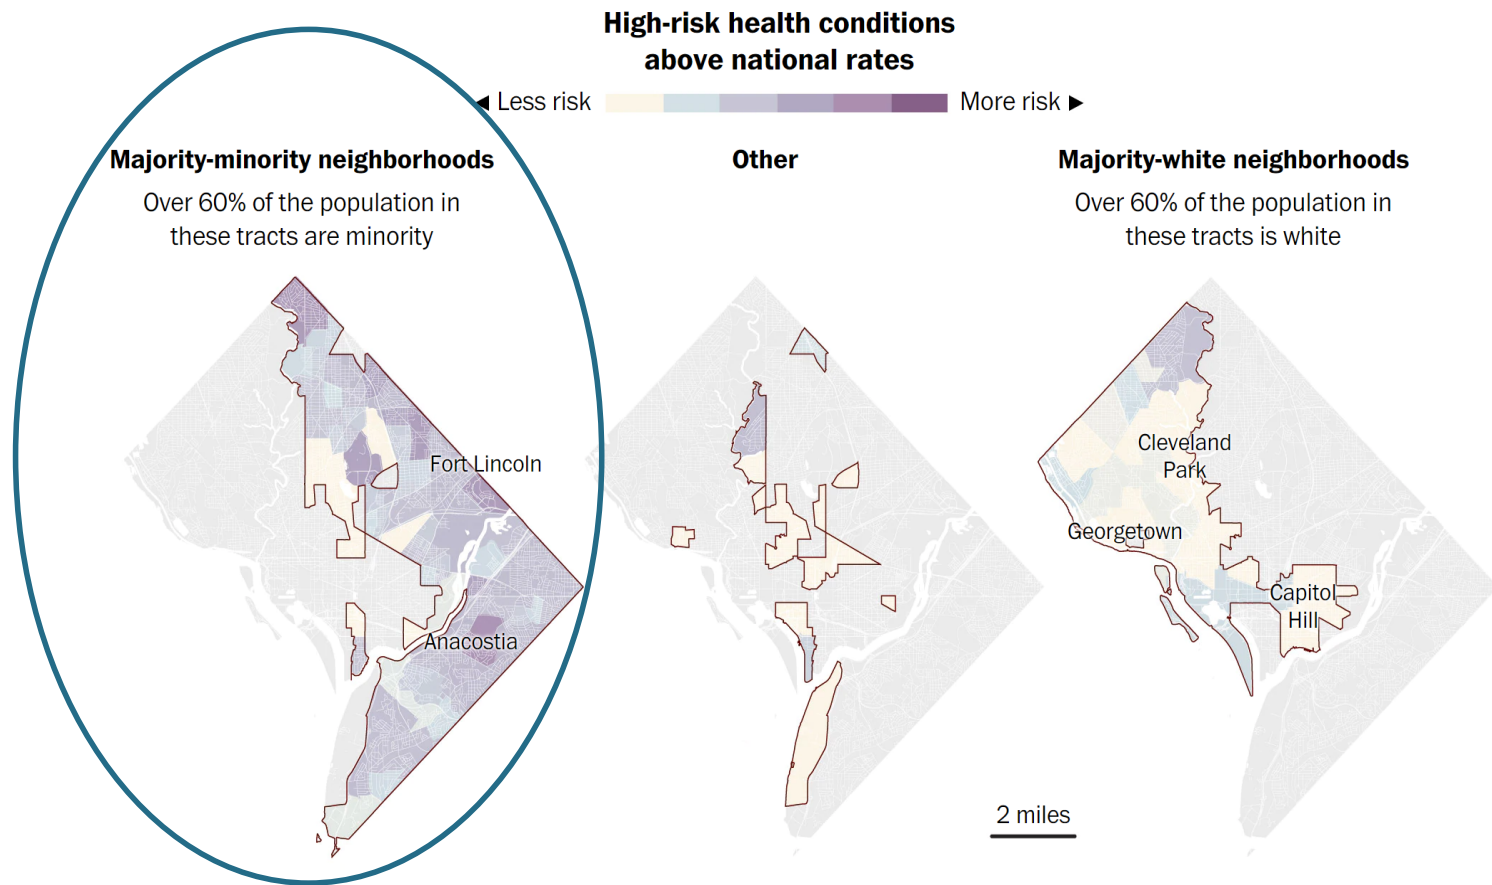 High-risk health conditions
above national rates
◀ Less risk
More risk ▶
Majority-minority neighborhoods
Over 60% of the population in
these tracts are minority
Other
Majority-white neighborhoods
Over 60% of the population in
these tracts is white
Fort Lincoln
Anacostia
Cleveland
Park
Georgetown
Capitol
Hill
2 miles